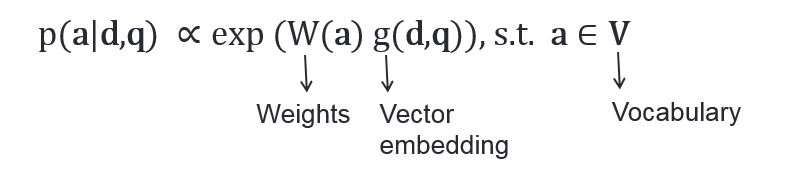 p(a|d,q) ∝ exp (W(a) g(d,q)), s.t. a ∈ V
Weights Vector embedding Vocabulary